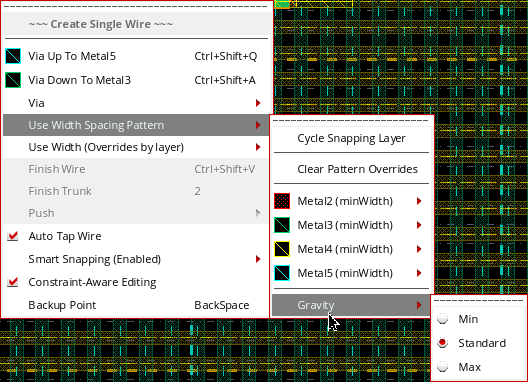 ~~~ Create Single Wire ~~~
Via Up To Metal5 Ctrl+Shift+Q
Via Down To Metal3 Ctrl+Shift+A
Via
Use Width Spacing Pattern
Use Width (Overrides by layer)
Finish Wire Ctrl+Shift+V
Finish Trunk 2
Push
Auto Tap Wire
Smart Snapping (Enabled)
Constraint-Aware Editing
Backup Point BackSpace
Cycle Snapping Layer
Clear Pattern Overrides
Metal2 (minWidth)
Metal3 (minWidth)
Metal4 (minWidth)
Metal5 (minWidth)
Gravity
Min
Standard
Max